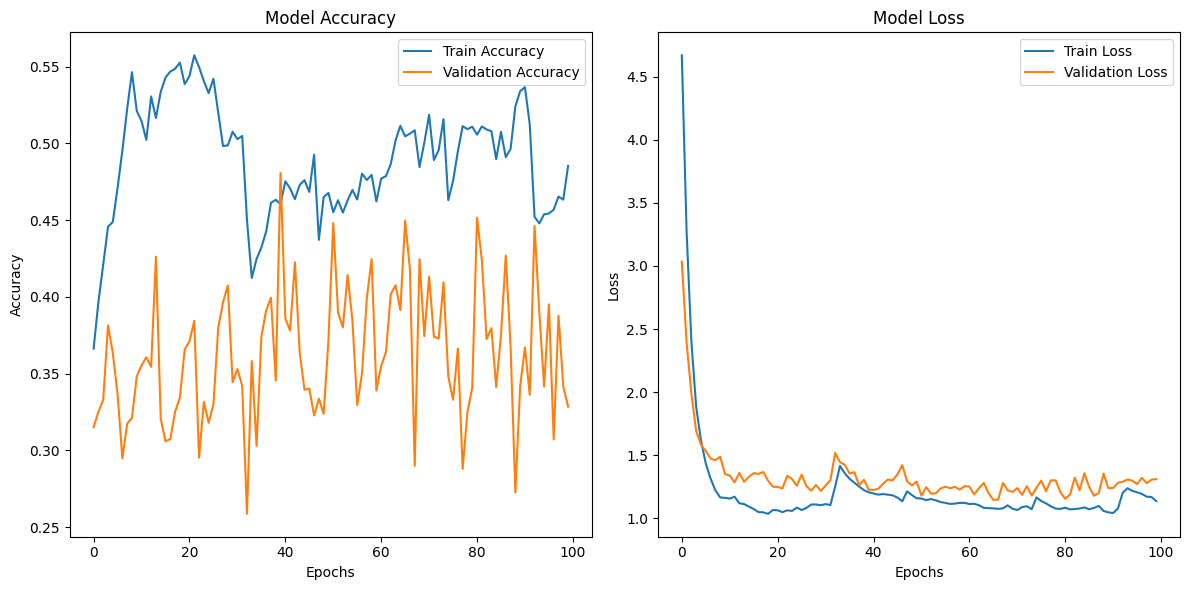 Model Accuracy
Train Accuracy
Validation Accuracy
Accuracy
0.55
0.50
0.45
0.40
0.35
0.30
0.25
0 20 40 60 80 100
Epochs
Model Loss
Train Loss
Validation Loss
Loss
4.5
4.0
3.5
3.0
2.5
2.0
1.5
1.0
0 20 40 60 80 100
Epochs